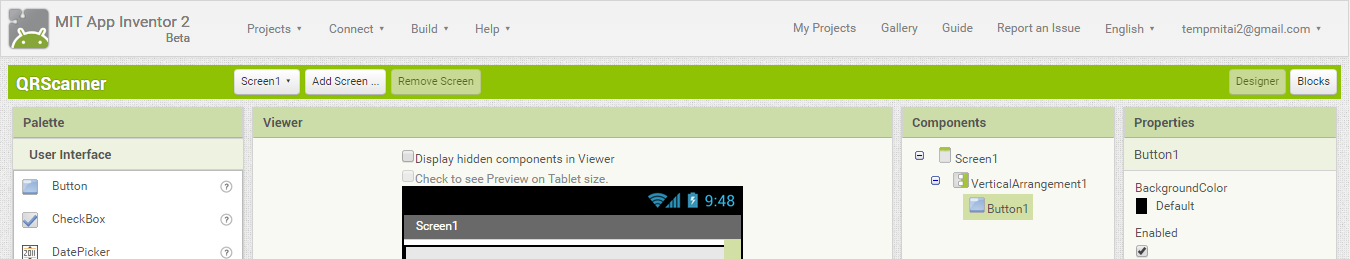 MIT App Inventor 2
Beta
Projects Connect Build Help My Projects Gallery Guide Report an Issue English tempmitai2@gmail.com
QRScanner Screen1 Add Screen ... Remove Screen Designer Blocks
Palette
User Interface
Button ?
CheckBox ?
2011 DatePicker ?
Viewer
Display hidden components in Viewer
Check to see Preview on Tablet size.
9:48
Screen1
Components
Screen1
VerticalArrangement1
Button1
Properties
Button1
BackgroundColor
Default
Enabled